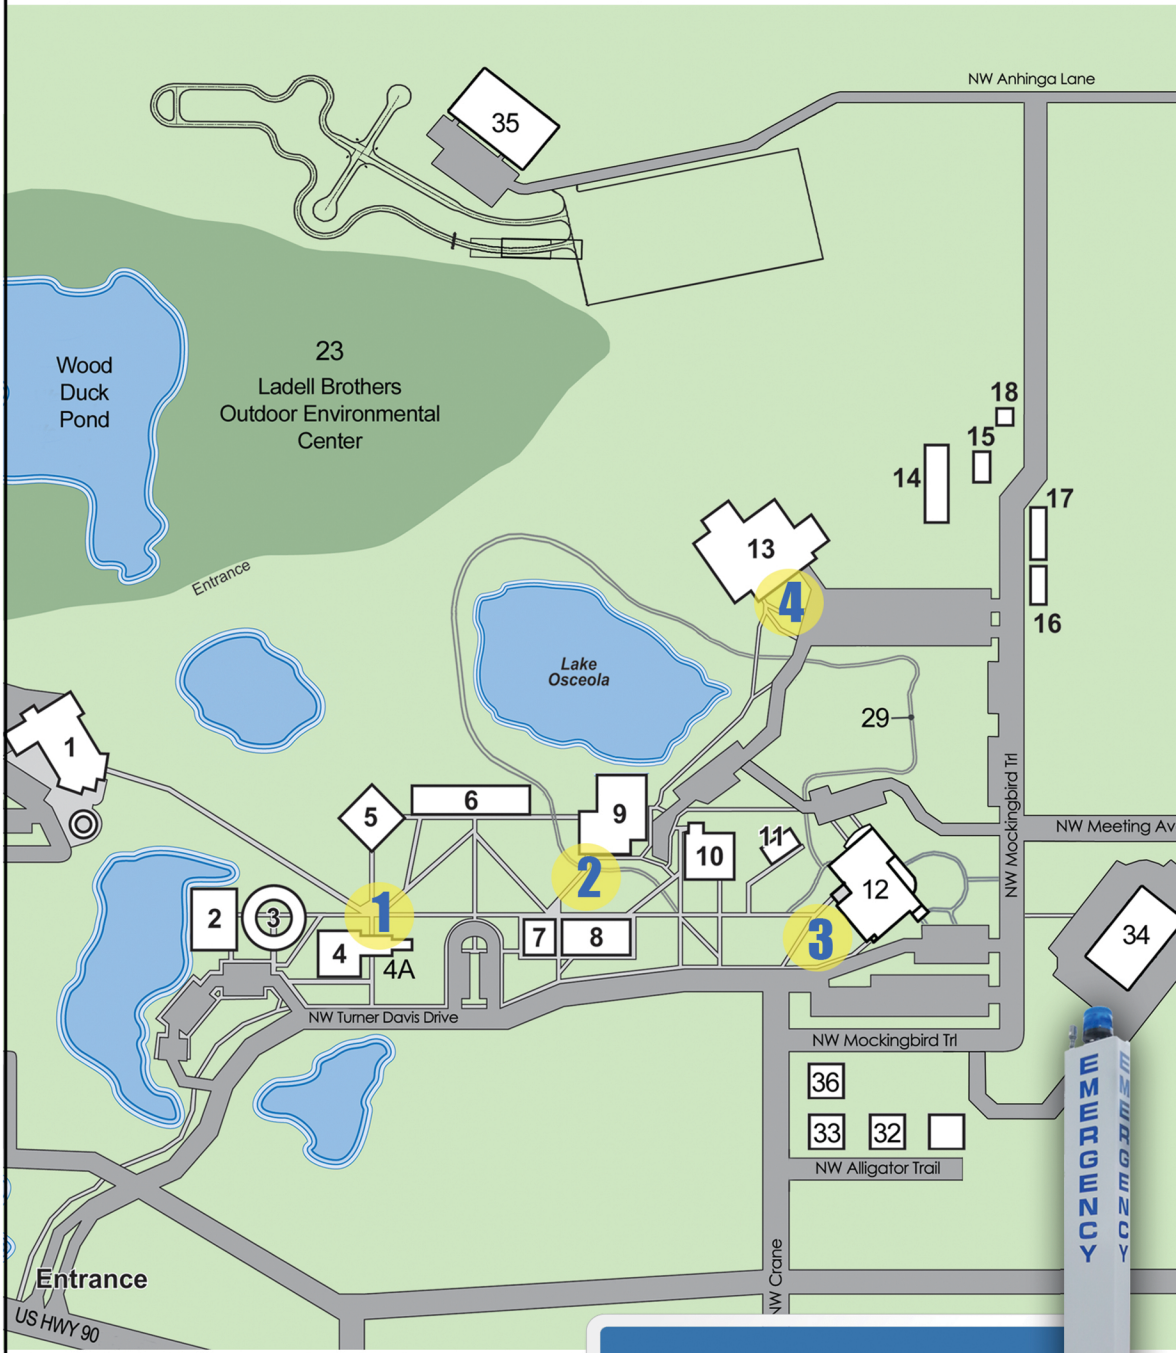 NW Anhinga Lane
35
23
Ladell Brothers
Outdoor Environmental
Center
Wood
Duck
Pond
18
15
14
17
13
16
4
Entrance
Lake
Osceola
29
1
5
6
9
NW Mockingbird Trl
NW Meeting Av
10
11
12
2
2
3
1
4
4A
7
8
3
34
NW Turner Davis Drive
NW Mockingbird Trl
36
33
32
NW Alligator Trail
NW Crane
EMERGENCY
EMERGENCY
Entrance
US HWY 90